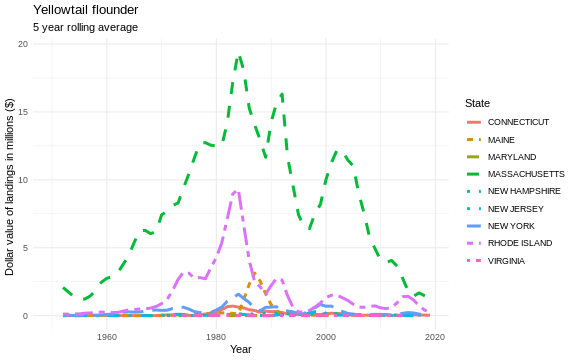 Yellowtail flounder
5 year rolling average
Dollar value of landings in millions ($)
20
15
10
5
0
1960
1980
2000
2020
Year
State
CONNECTICUT
MAINE
MARYLAND
MASSACHUSETTS
NEW HAMPSHIRE
NEW JERSEY
NEW YORK
RHODE ISLAND
VIRGINIA